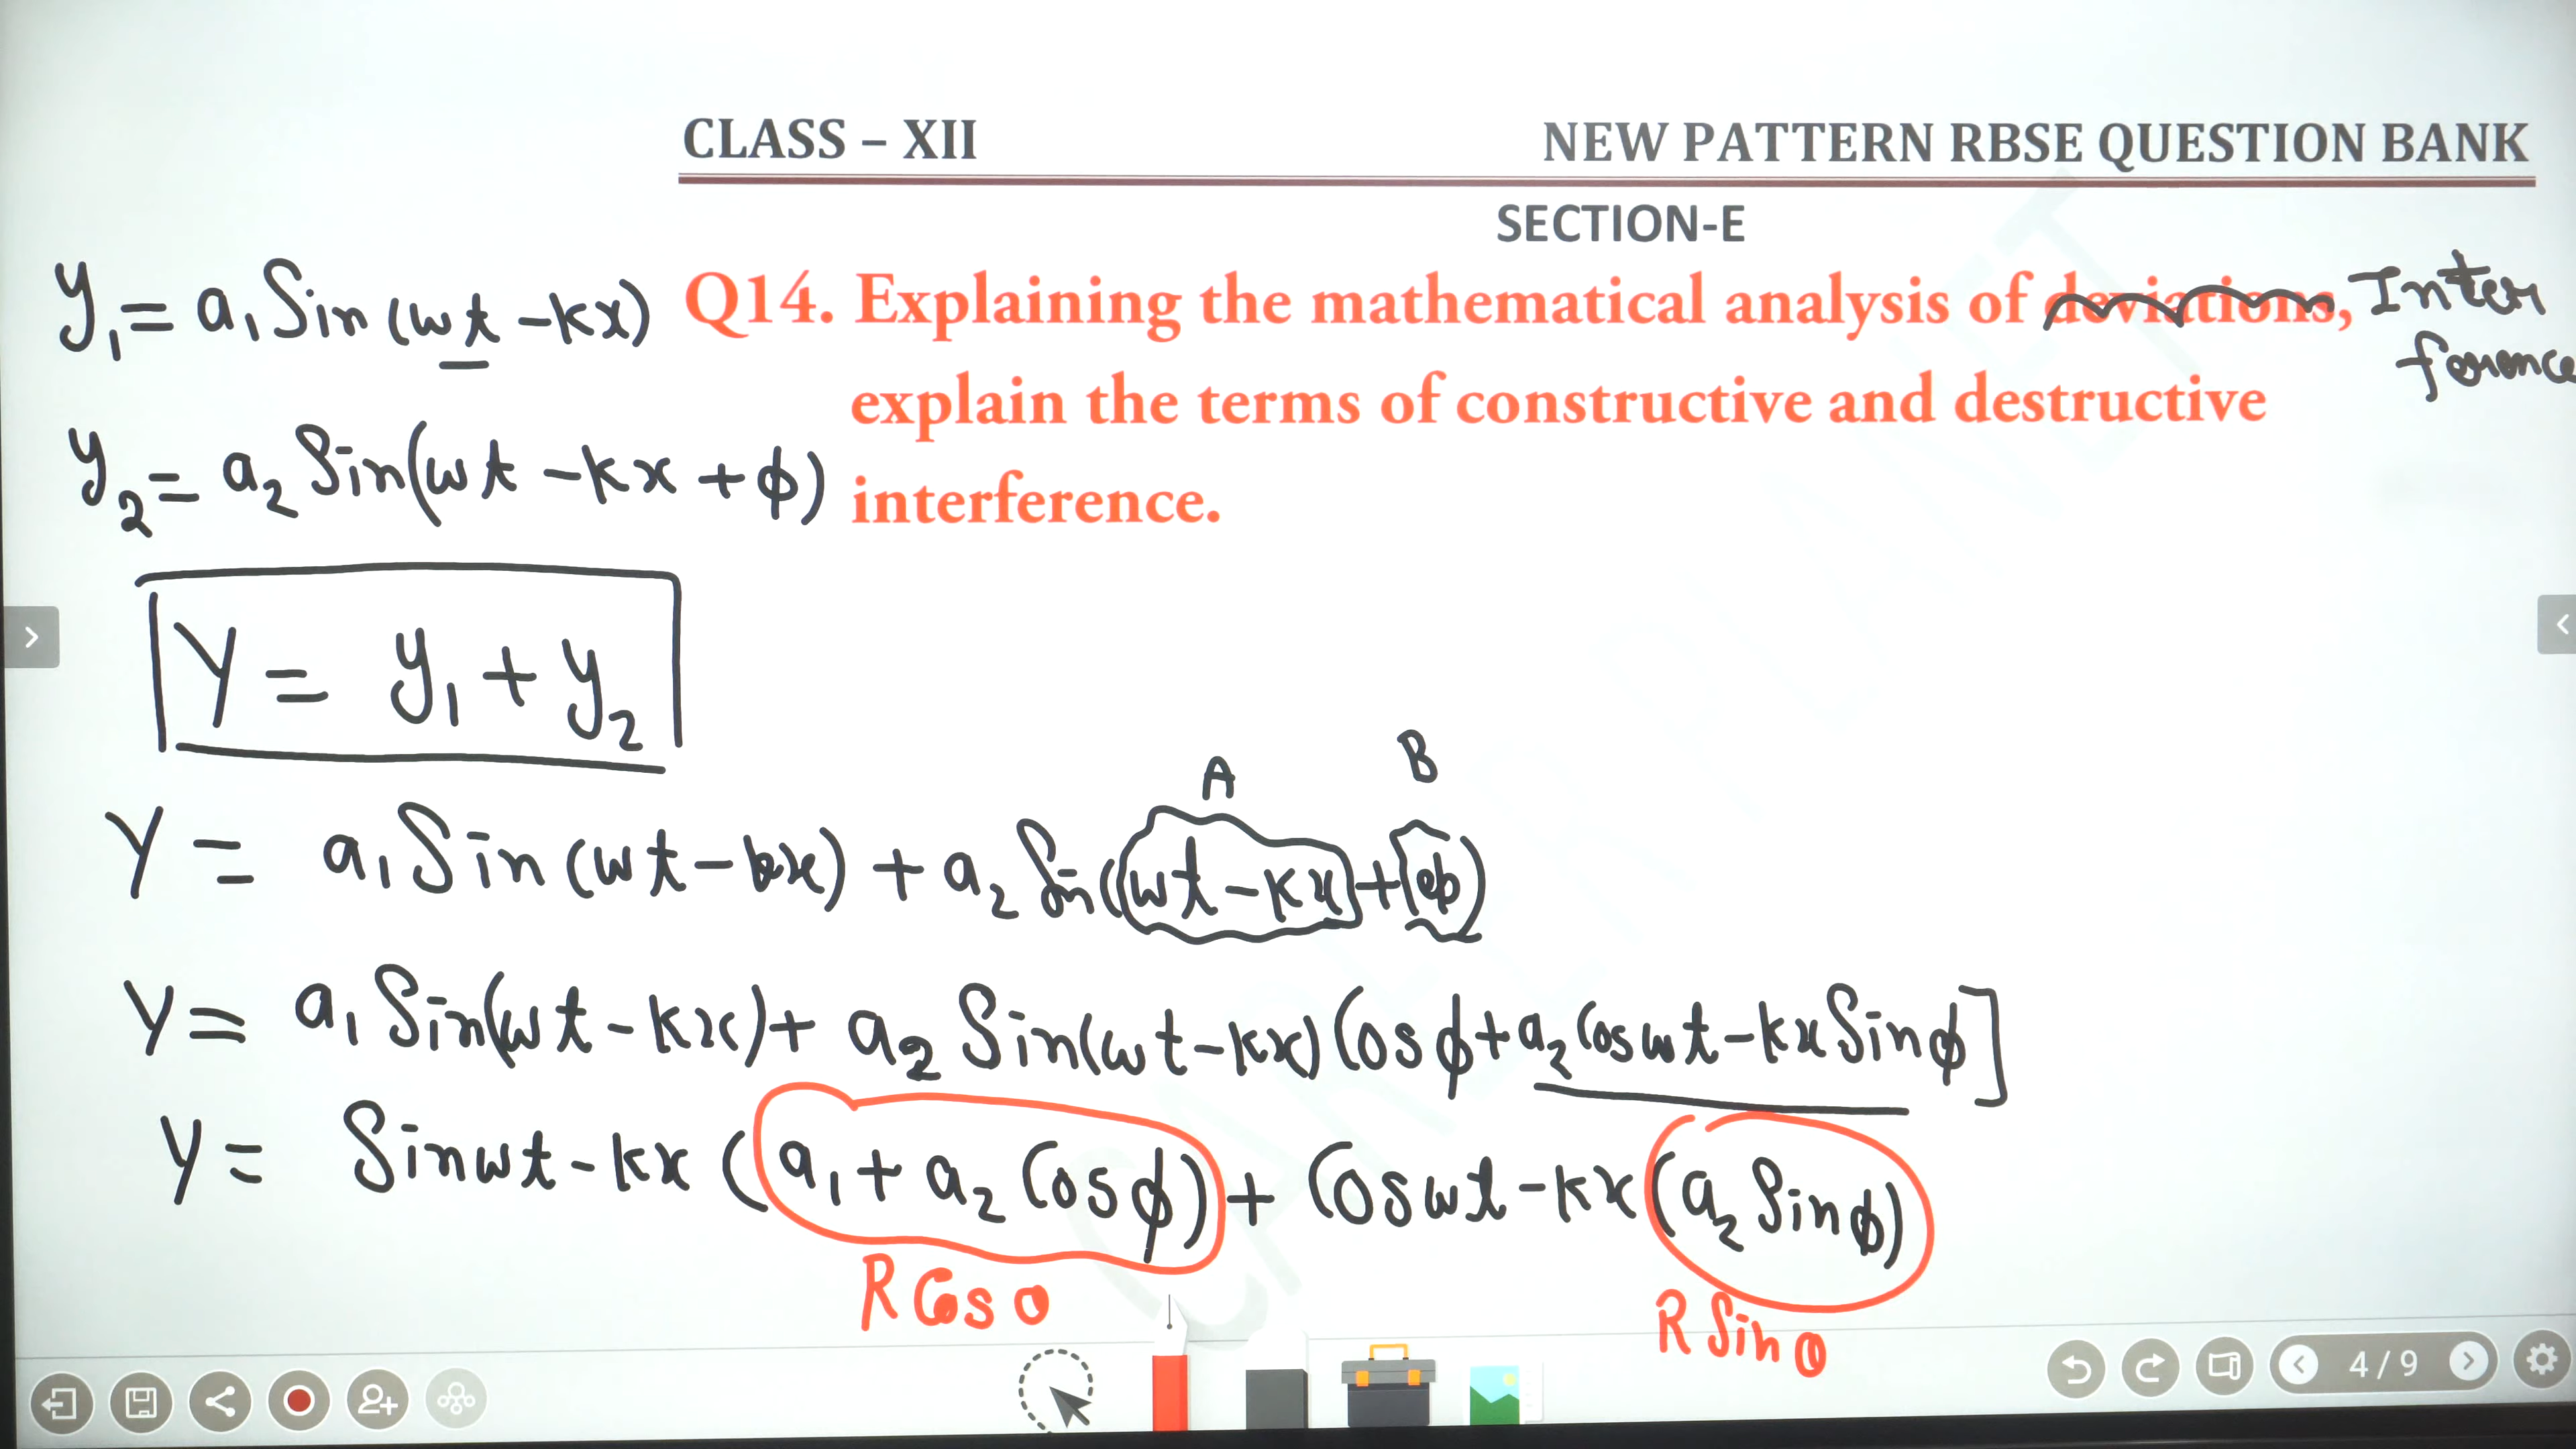 CLASS – XII
NEW PATTERN RBSE QUESTION BANK
SECTION-E
Q14. Explaining the mathematical analysis of deviations, Inter
ference
explain the terms of constructive and destructive
interference.
y₁ = a₁ Sin (ωt - kx)
y₂ = a₂ Sin(ωt - kx + ϕ)
Y = y₁ + y₂
A B
Y = a₁ Sin (ωt - kx) + a₂ Sin(ωt - kx + ϕ)
Y = a₁ Sin(ωt - kx) + a₂ Sin(ωt - kx) Cos ϕ + a₂ Cos ωt - kx Sin ϕ]
Y = Sin ωt - kx (a₁ + a₂ Cos ϕ) + Cos ωt - kx (a₂ Sin ϕ)
R Cos θ
R Sin θ
4 / 9